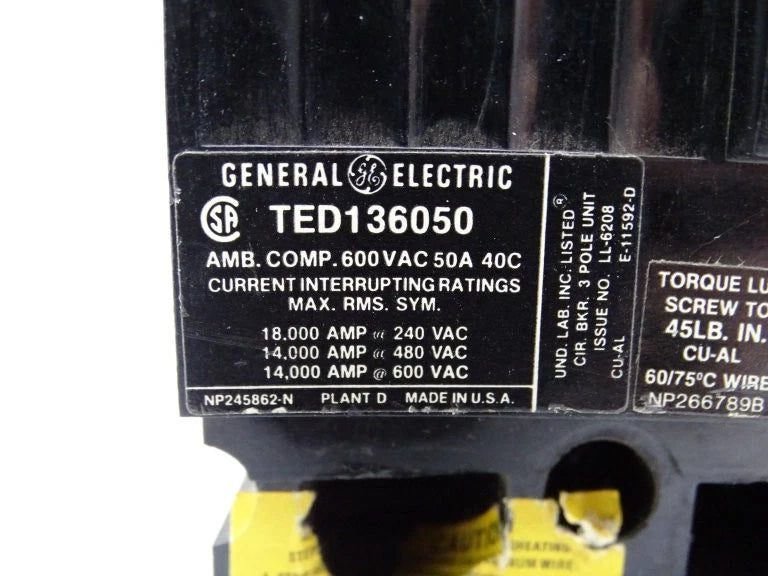 GENERAL GE ELECTRIC
SA TED136050
AMB. COMP. 600 VAC 50A 40C
CURRENT INTERRUPTING RATINGS
MAX. RMS. SYM.
18,000 AMP @ 240 VAC
14,000 AMP @ 480 VAC
14,000 AMP @ 600 VAC
NP245862-N PLANT D MADE IN U.S.A.
UND. LAB. INC. LISTED®
CIR. BKR. 3 POLE UNIT
ISSUE NO. LL-6208
CU-AL E-11592-D
TORQUE LU
SCREW TO
45LB. IN.
CU-AL
60/75°C WIRE
NP266789B
CAUTION